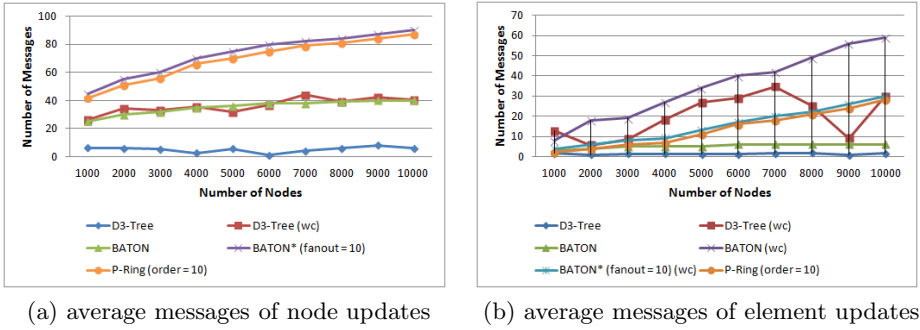 100
80
60
40
20
0
Number of Messages
1000 2000 3000 4000 5000 6000 7000 8000 9000 10000
Number of Nodes
D3-Tree
D3-Tree (wc)
BATON
BATON* (fanout = 10)
P-Ring (order = 10)
(a) average messages of node updates
70
60
50
40
30
20
10
0
Number of Messages
1000 2000 3000 4000 5000 6000 7000 8000 9000 10000
Number of Nodes
D3-Tree
D3-Tree (wc)
BATON
BATON (wc)
BATON* (fanout = 10) (wc)
P-Ring (order = 10)
(b) average messages of element updates